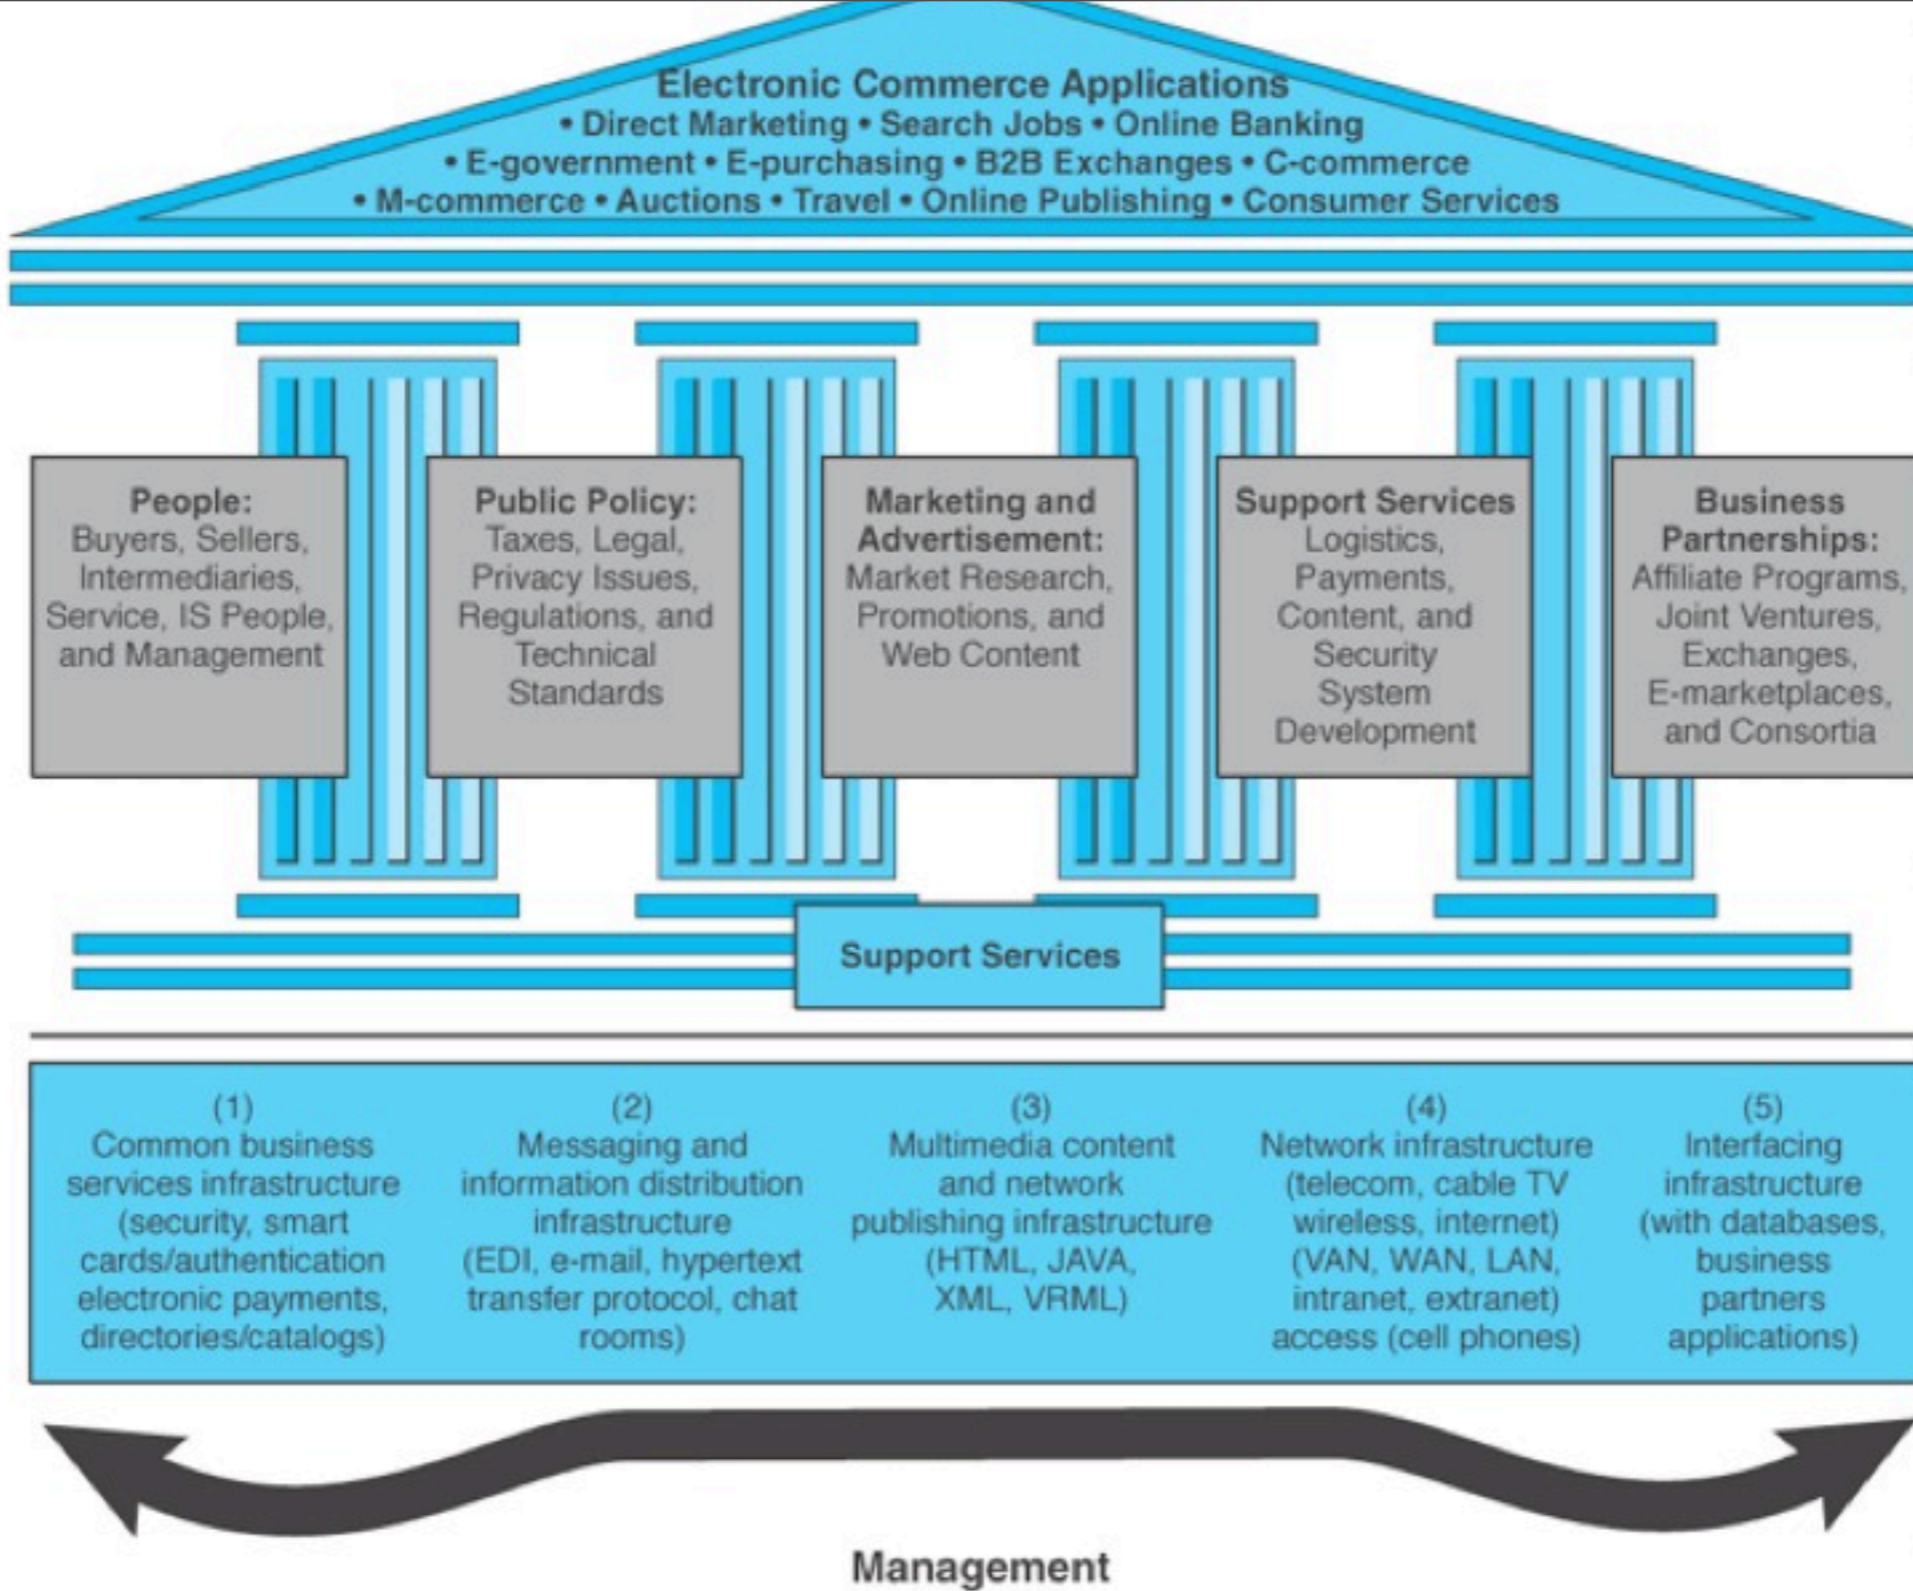 Electronic Commerce Applications
• Direct Marketing • Search Jobs • Online Banking
• E-government • E-purchasing • B2B Exchanges • C-commerce
• M-commerce • Auctions • Travel • Online Publishing • Consumer Services
People:
Buyers, Sellers,
Intermediaries,
Service, IS People,
and Management
Public Policy:
Taxes, Legal,
Privacy Issues,
Regulations, and
Technical
Standards
Marketing and
Advertisement:
Market Research,
Promotions, and
Web Content
Support Services
Logistics,
Payments,
Content, and
Security
System
Development
Business
Partnerships:
Affiliate Programs,
Joint Ventures,
Exchanges,
E-marketplaces,
and Consortia
Support Services
(1)
Common business
services infrastructure
(security, smart
cards/authentication
electronic payments,
directories/catalogs)
(2)
Messaging and
information distribution
infrastructure
(EDI, e-mail, hypertext
transfer protocol, chat
rooms)
(3)
Multimedia content
and network
publishing infrastructure
(HTML, JAVA,
XML, VRML)
(4)
Network infrastructure
(telecom, cable TV
wireless, internet)
(VAN, WAN, LAN,
intranet, extranet)
access (cell phones)
(5)
Interfacing
infrastructure
(with databases,
business
partners
applications)
Management